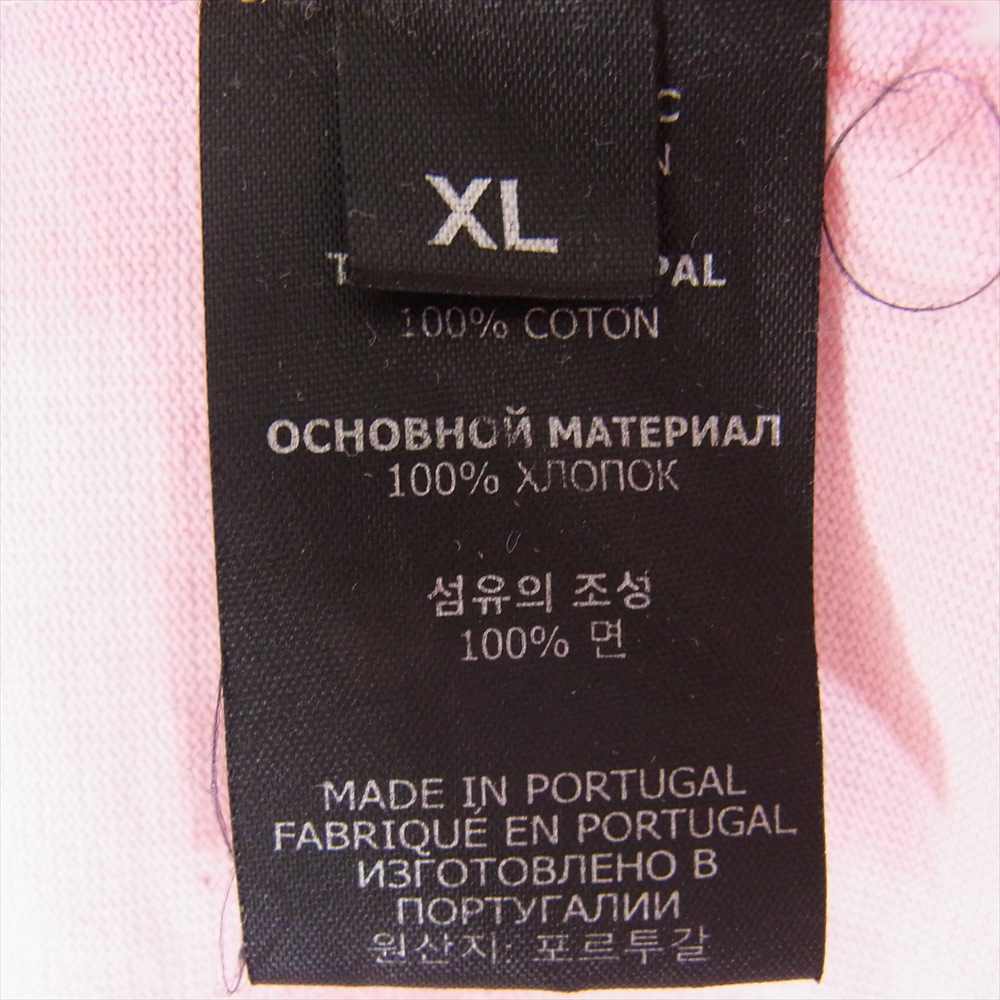 XL
100% COTON
ОСНОВНОЙ МАТЕРИАЛ
100% ХЛОПОК
섬유의 조성
100% 면
MADE IN PORTUGAL
FABRIQUÉ EN PORTUGAL
ИЗГОТОВЛЕНО В
ПОРТУГАЛИИ
원산지: 포르투갈